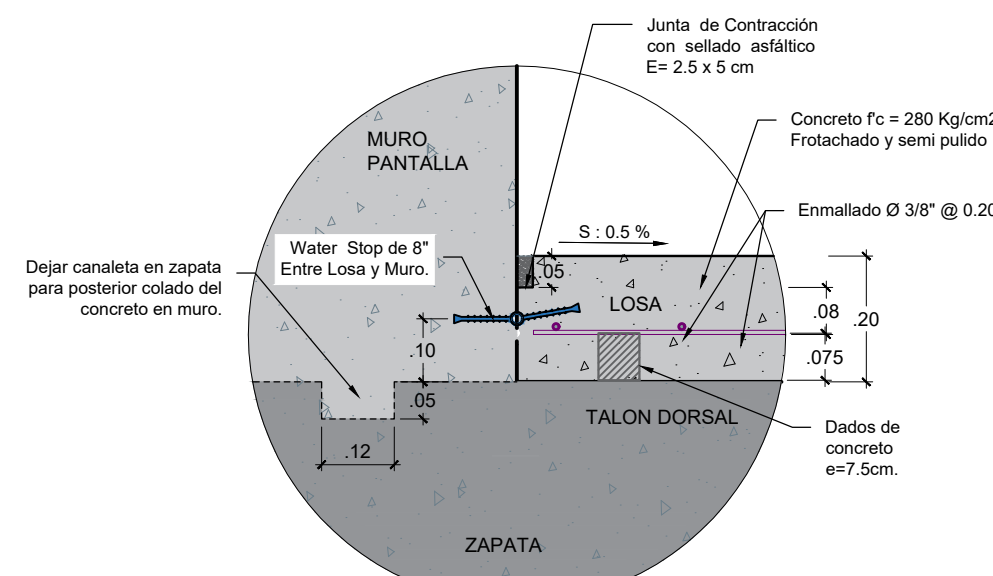 Junta de Contracción
con sellado asfáltico
E= 2.5 x 5 cm
MURO
PANTALLA
Concreto f'c = 280 Kg/cm2
Frotachado y semi pulido
Enmallado Ø 3/8" @ 0.20
S : 0.5 %
Water Stop de 8"
Entre Losa y Muro.
Dejar canaleta en zapata
para posterior colado del
concreto en muro.
.05
LOSA
.08
.20
.10
.075
.05
TALON DORSAL
.12
Dados de
concreto
e=7.5cm.
ZAPATA